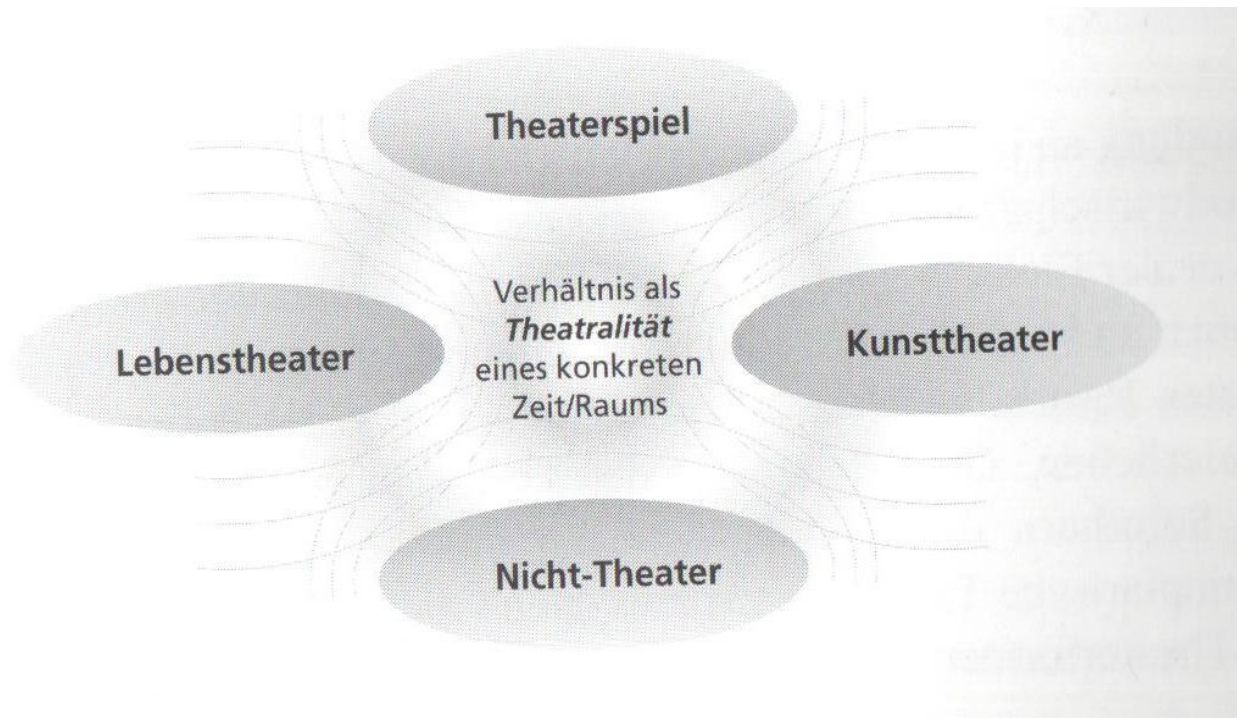 Theaterspiel
Verhältnis als
Theatralität
eines konkreten
Zeit/Raums
Lebenstheater
Kunsttheater
Nicht-Theater